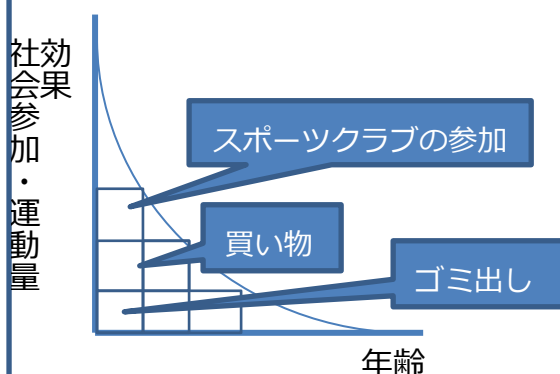 効果
社会参加・運動量
スポーツクラブの参加
買い物
ゴミ出し
年齢